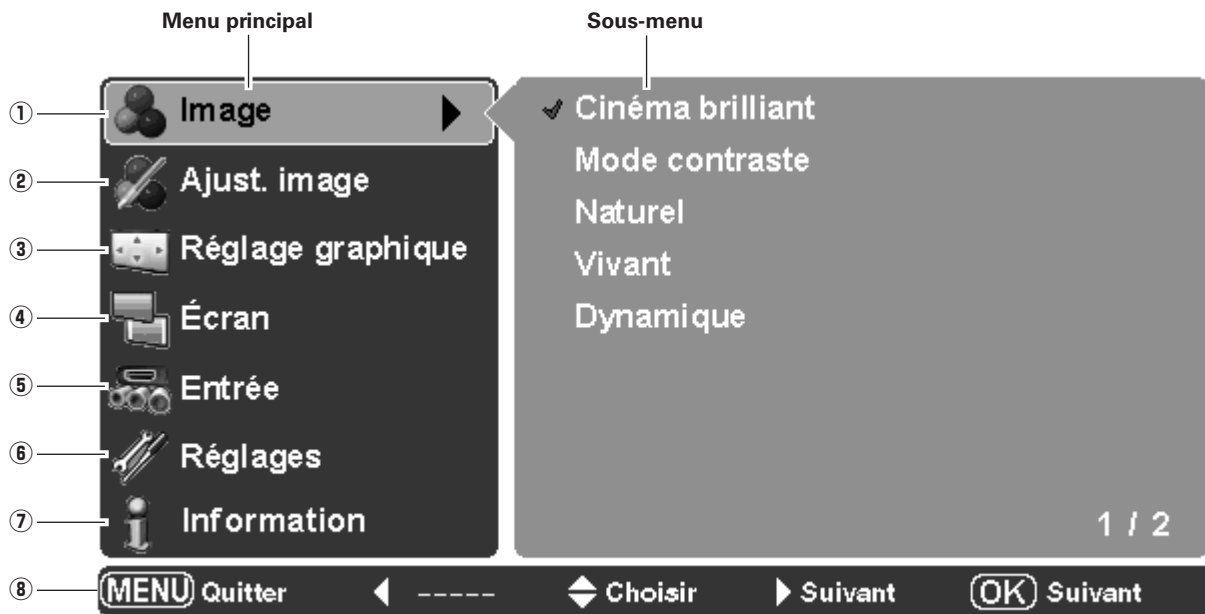 Menu principal
Sous-menu
① Image
② Ajust. image
③ Réglage graphique
④ Écran
⑤ Entrée
⑥ Réglages
⑦ Information
Cinéma brilliant
Mode contraste
Naturel
Vivant
Dynamique
1 / 2
⑧ MENU Quitter ----- Choisir Suivant OK Suivant